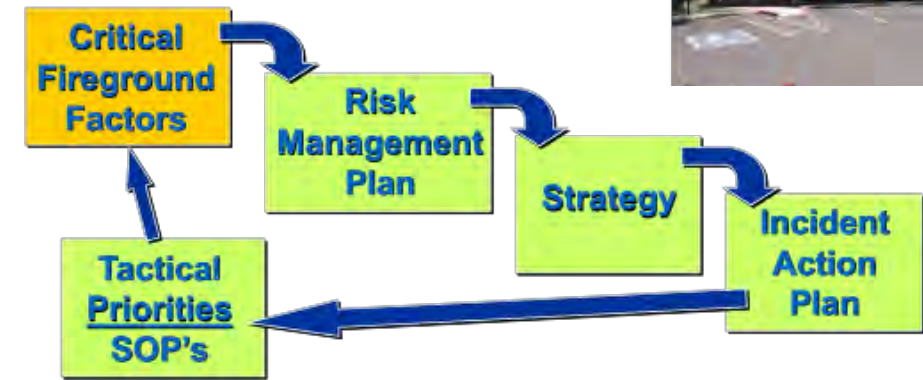 Critical
Fireground
Factors
Risk
Management
Plan
Strategy
Incident
Action
Plan
Tactical
Priorities
SOP's